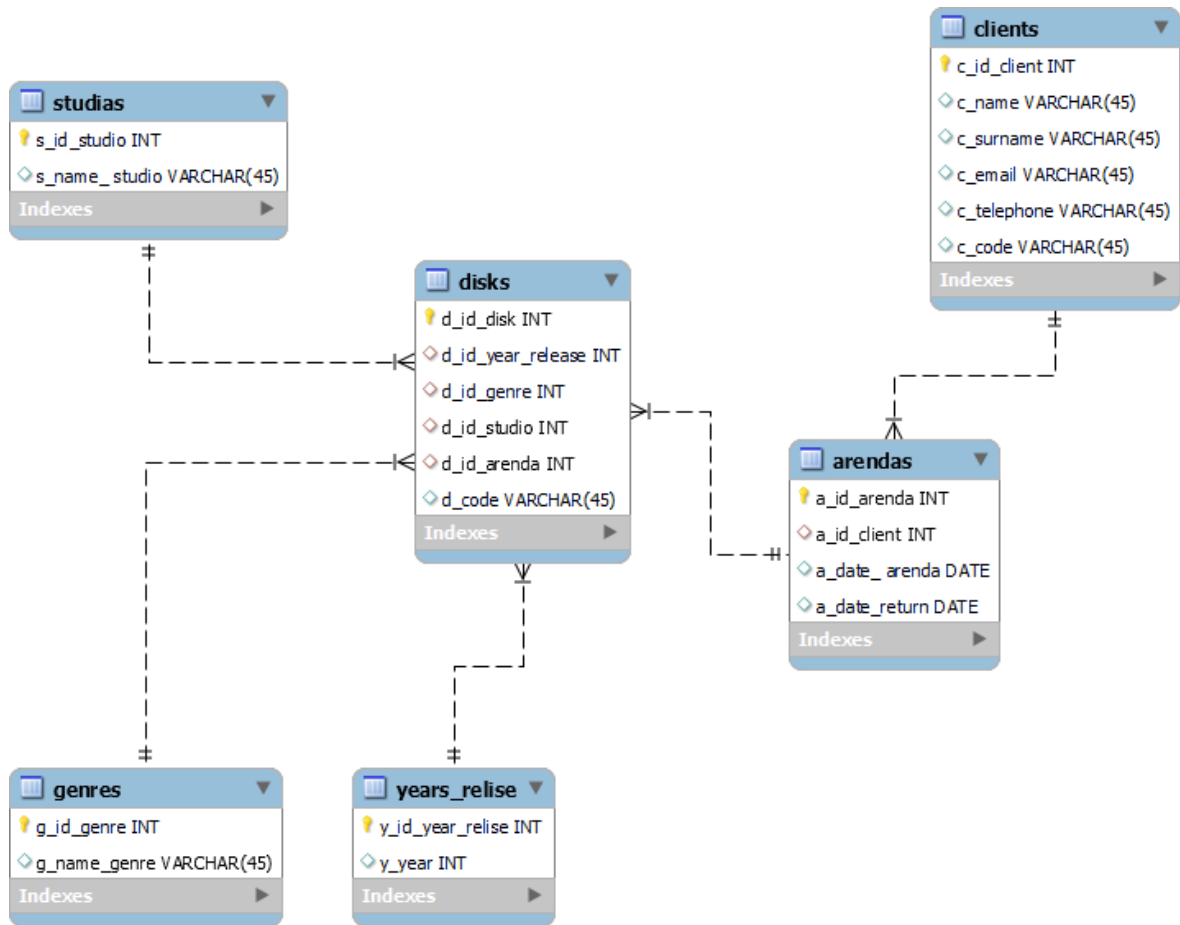 studias
s_id_studio INT
s_name_ studio VARCHAR(45)
Indexes
clients
c_id_client INT
c_name VARCHAR(45)
c_surname VARCHAR(45)
c_email VARCHAR(45)
c_telephone VARCHAR(45)
c_code VARCHAR(45)
Indexes
disks
d_id_disk INT
d_id_year_release INT
d_id_genre INT
d_id_studio INT
d_id_arenda INT
d_code VARCHAR(45)
Indexes
arendas
a_id_arenda INT
a_id_client INT
a_date_ arenda DATE
a_date_return DATE
Indexes
genres
g_id_genre INT
g_name_genre VARCHAR(45)
Indexes
years_relise
y_id_year_relise INT
y_year INT
Indexes